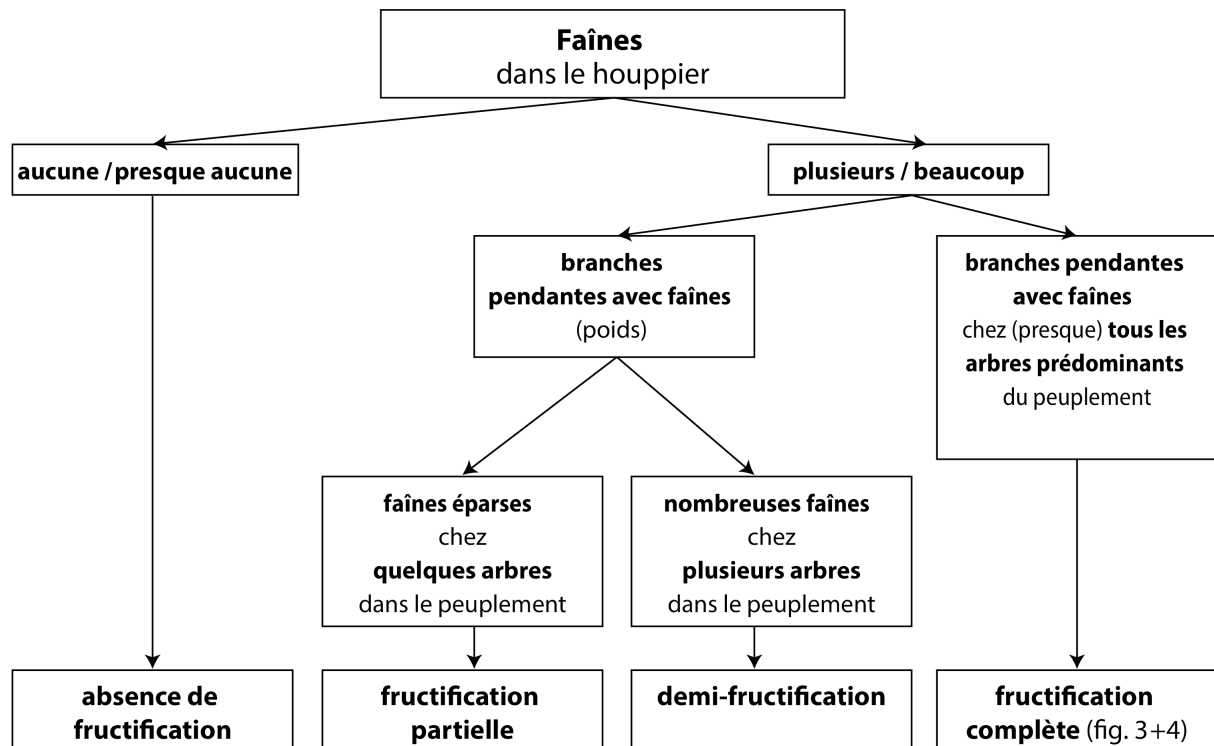 Faînes
dans le houppier
aucune / presque aucune
plusieurs / beaucoup
branches
pendantes avec faînes
(poids)
branches pendantes
avec faînes
chez (presque) tous les
arbres prédominants
du peuplement
faînes éparses
chez
quelques arbres
dans le peuplement
nombreuses faînes
chez
plusieurs arbres
dans le peuplement
absence de
fructification
fructification
partielle
demi-fructification
fructification
complète (fig. 3+4)